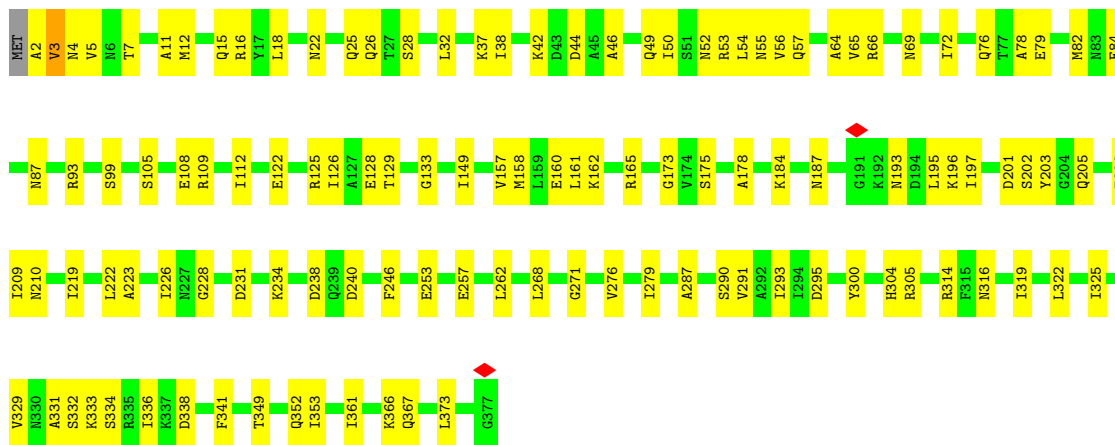 MET A2 V3 N4 V5 N6 T7 A11 M12 Q15 R16 Y17 L18 N22 Q25 Q26 T27 S28 L32 K37 I38 K42 D43 D44 A45 A46 Q49 I50 S51 N52 R53 L54 N55 V56 Q57 A64 V65 R66 N69 I72 Q76 T77 A78 E79 M82 N83
N87 R93 S99 S105 E108 R109 I112 E122 R125 I126 A127 E128 T129 G133 I149 V157 M158 L159 E160 L161 K162 R165 G173 V174 S175 A178 K184 N187 G191 K192 N193 D194 L195 K196 I197 D201 S202 Y203 G204 Q205
I209 N210 I219 L222 A223 I226 N227 G228 D231 K234 D238 Q239 D240 F246 E253 E257 L262 L268 G271 V276 I279 A287 S290 V291 A292 I293 I294 D295 Y300 H304 R305 R314 F315 N316 I319 L322 I325
V329 N330 A331 S332 K333 S334 R335 I336 K337 D338 F341 T349 Q352 I353 I361 K366 Q367 L373 G377